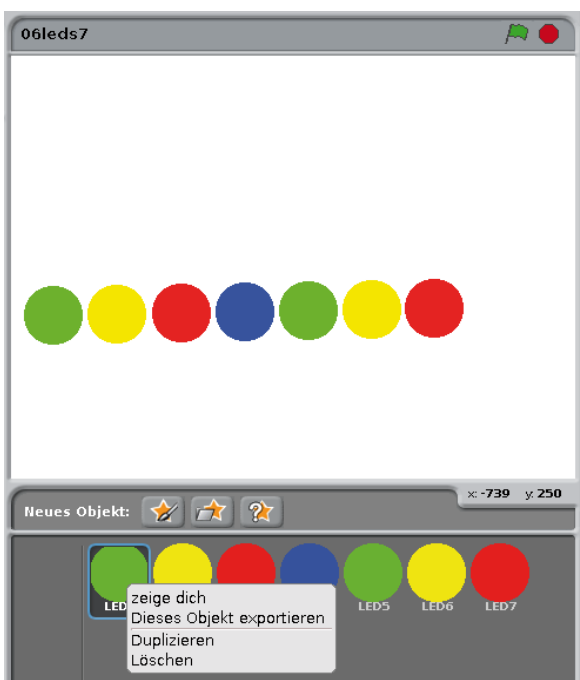 06leds7
x: -739 y: 250
Neues Objekt:
LED5 LED6 LED7
zeige dich
Dieses Objekt exportieren
Duplizieren
Löschen